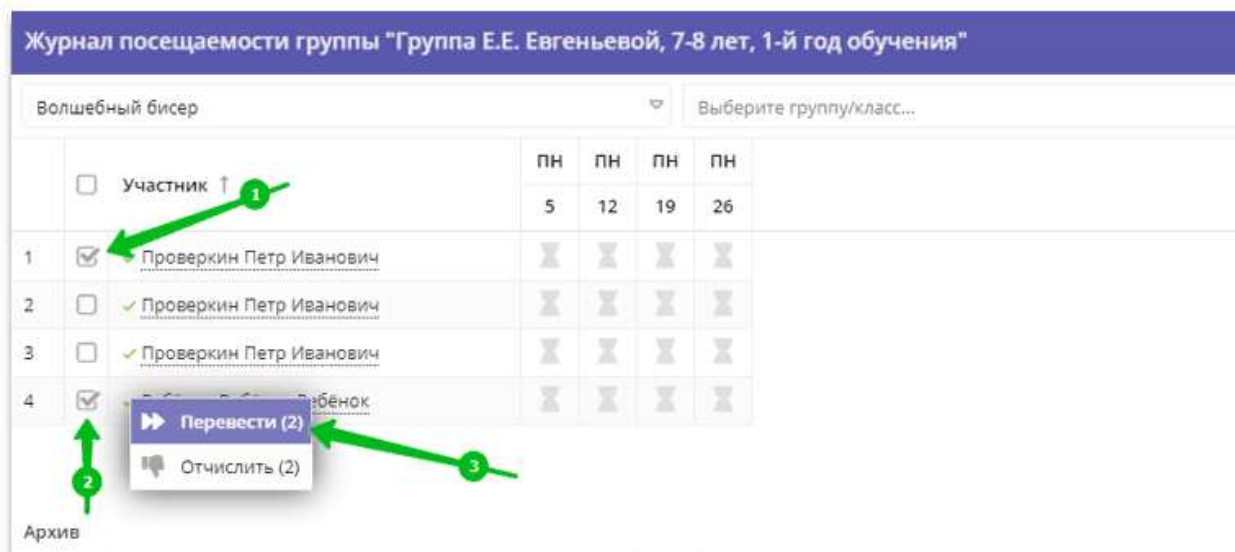 Журнал посещаемости группы "Группа Е.Е. Евгеньевой, 7-8 лет, 1-й год обучения"
Волшебный бисер Выберите группу/класс...
Участник ↑ ПН ПН ПН ПН
1
5 12 19 26
1 Проверкин Петр Иванович
2 Проверкин Петр Иванович
3 Проверкин Петр Иванович
4 Ребёнок
Перевести (2)
Отчислить (2) 3
2
Архив